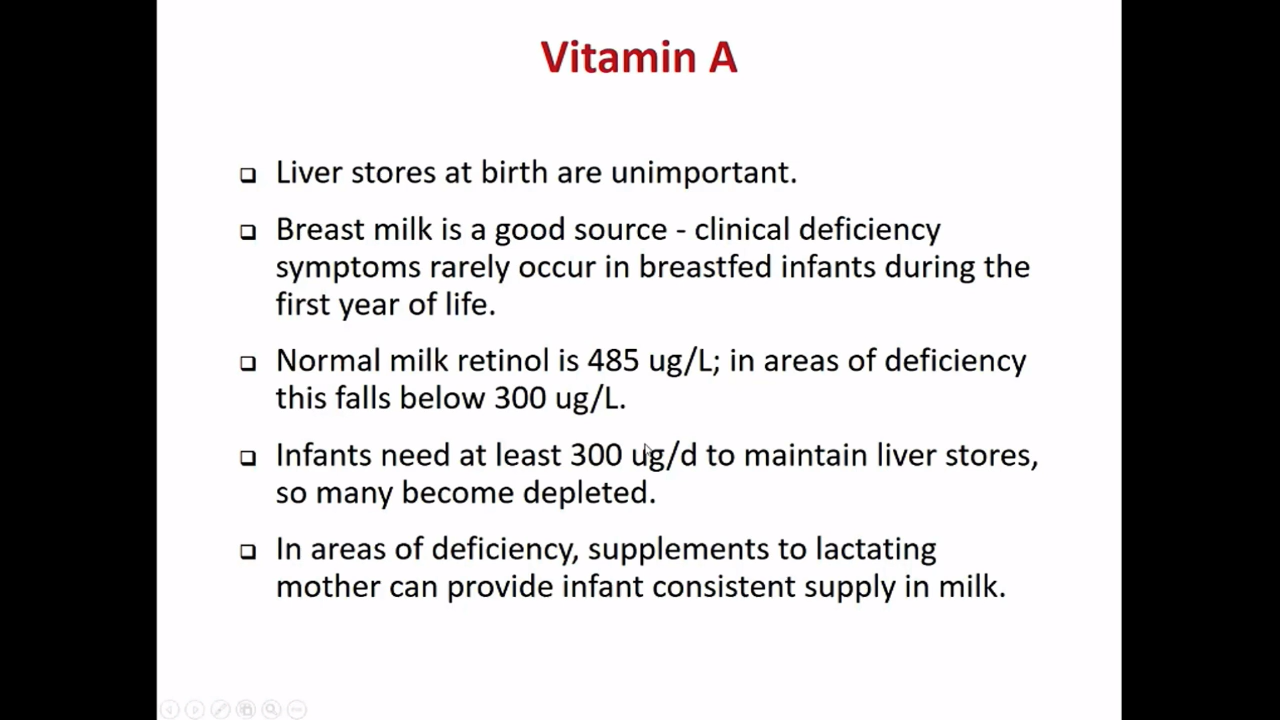 Vitamin A
❑ Liver stores at birth are unimportant.
❑ Breast milk is a good source - clinical deficiency
symptoms rarely occur in breastfed infants during the
first year of life.
❑ Normal milk retinol is 485 ug/L; in areas of deficiency
this falls below 300 ug/L.
❑ Infants need at least 300 ug/d to maintain liver stores,
so many become depleted.
❑ In areas of deficiency, supplements to lactating
mother can provide infant consistent supply in milk.